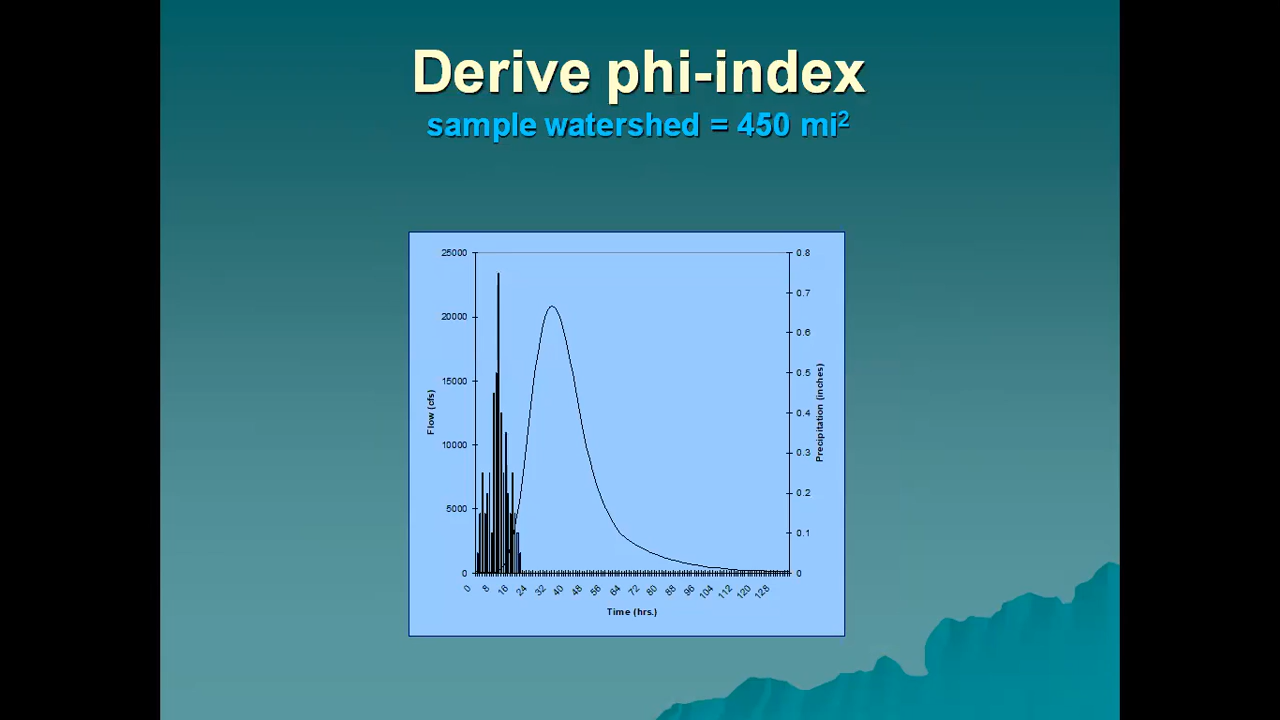 Derive phi-index
sample watershed = 450 mi²
25000
20000
15000
10000
5000
0
Flow (cfs)
0.8
0.7
0.6
0.5
0.4
0.3
0.2
0.1
0
Precipitation (inches)
0 8 16 24 32 40 48 56 64 72 80 88 96 104 112 120 128
Time (hrs.)